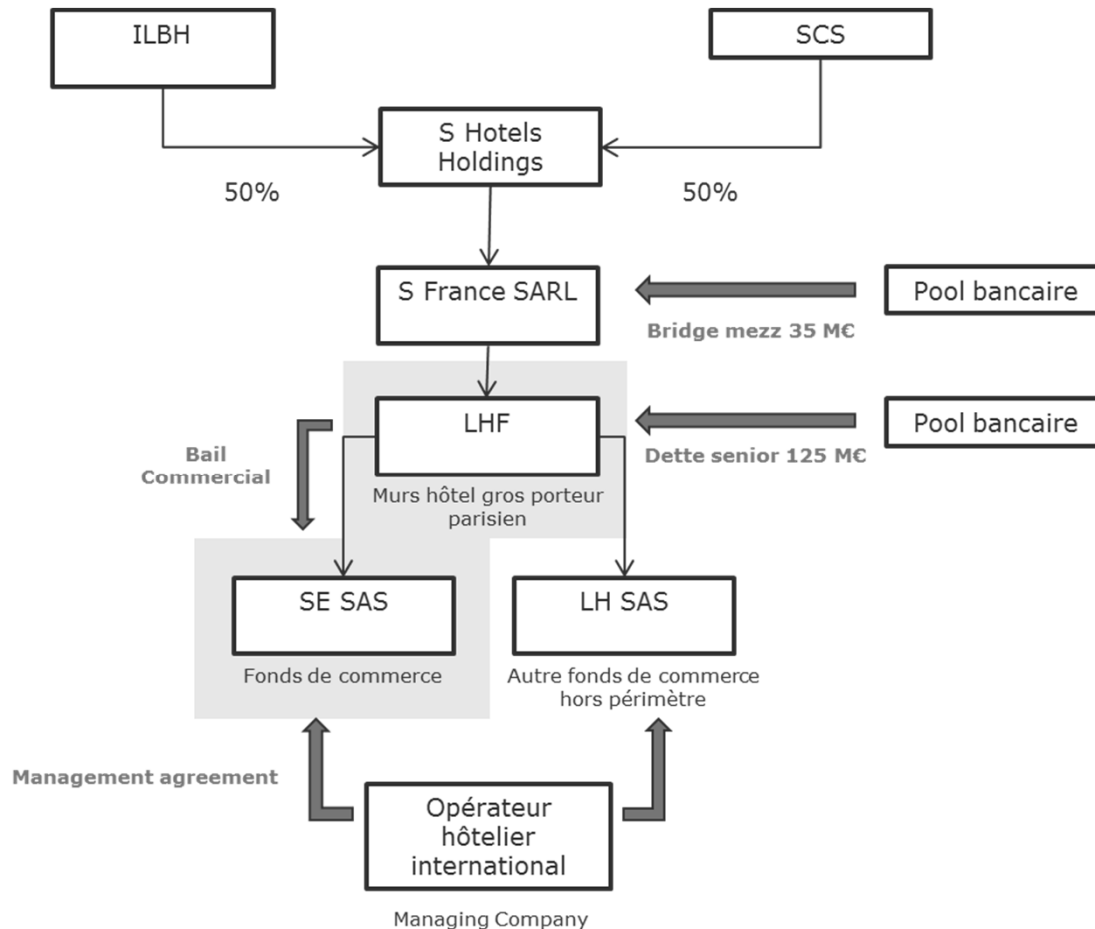 ILBH
SCS
S Hotels
Holdings
50%
50%
S France SARL
Pool bancaire
Bridge mezz 35 M€
LHF
Pool bancaire
Bail
Commercial
Dette senior 125 M€
Murs hôtel gros porteur
parisien
SE SAS
LH SAS
Fonds de commerce
Autre fonds de commerce
hors périmètre
Management agreement
Opérateur
hôtelier
international
Managing Company